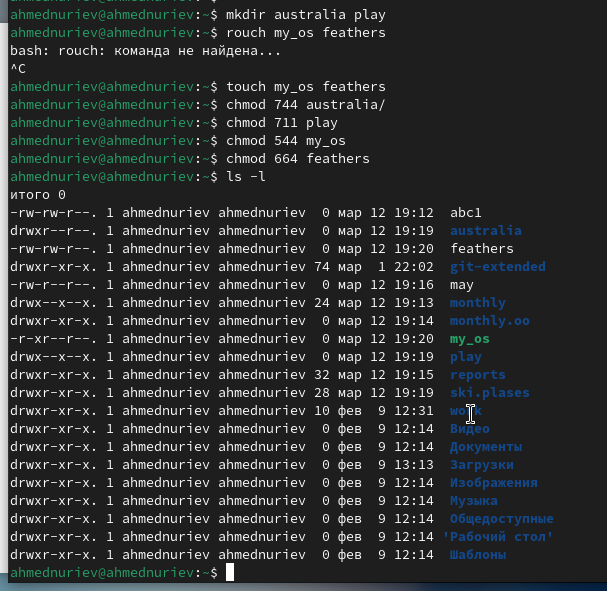 ahmednuriev@ahmednuriev:~$ mkdir australia play
ahmednuriev@ahmednuriev:~$ rouch my_os feathers
bash: rouch: команда не найдена...
^C
ahmednuriev@ahmednuriev:~$ touch my_os feathers
ahmednuriev@ahmednuriev:~$ chmod 744 australia/
ahmednuriev@ahmednuriev:~$ chmod 711 play
ahmednuriev@ahmednuriev:~$ chmod 544 my_os
ahmednuriev@ahmednuriev:~$ chmod 664 feathers
ahmednuriev@ahmednuriev:~$ ls -l
итого 0
-rw-rw-r--. 1 ahmednuriev ahmednuriev  0 мар 12 19:12  abc1
drwxr--r--. 1 ahmednuriev ahmednuriev  0 мар 12 19:19  australia
-rw-rw-r--. 1 ahmednuriev ahmednuriev  0 мар 12 19:20  feathers
drwxr-xr-x. 1 ahmednuriev ahmednuriev 74 мар  1 22:02  git-extended
-rw-r--r--. 1 ahmednuriev ahmednuriev  0 мар 12 19:16  may
drwx--x--x. 1 ahmednuriev ahmednuriev 24 мар 12 19:13  monthly
drwxr-xr-x. 1 ahmednuriev ahmednuriev  0 мар 12 19:14  monthly.oo
-r-xr--r--. 1 ahmednuriev ahmednuriev  0 мар 12 19:20  my_os
drwx--x--x. 1 ahmednuriev ahmednuriev  0 мар 12 19:19  play
drwxr-xr-x. 1 ahmednuriev ahmednuriev 32 мар 12 19:15  reports
drwxr-xr-x. 1 ahmednuriev ahmednuriev 28 мар 12 19:19  ski.plases
drwxr-xr-x. 1 ahmednuriev ahmednuriev 10 фев  9 12:31  work
drwxr-xr-x. 1 ahmednuriev ahmednuriev  0 фев  9 12:14  Видео
drwxr-xr-x. 1 ahmednuriev ahmednuriev  0 фев  9 12:14  Документы
drwxr-xr-x. 1 ahmednuriev ahmednuriev  0 фев  9 13:13  Загрузки
drwxr-xr-x. 1 ahmednuriev ahmednuriev  0 фев  9 12:14  Изображения
drwxr-xr-x. 1 ahmednuriev ahmednuriev  0 фев  9 12:14  Музыка
drwxr-xr-x. 1 ahmednuriev ahmednuriev  0 фев  9 12:14  Общедоступные
drwxr-xr-x. 1 ahmednuriev ahmednuriev  0 фев  9 12:14 'Рабочий стол'
drwxr-xr-x. 1 ahmednuriev ahmednuriev  0 фев  9 12:14  Шаблоны
ahmednuriev@ahmednuriev:~$